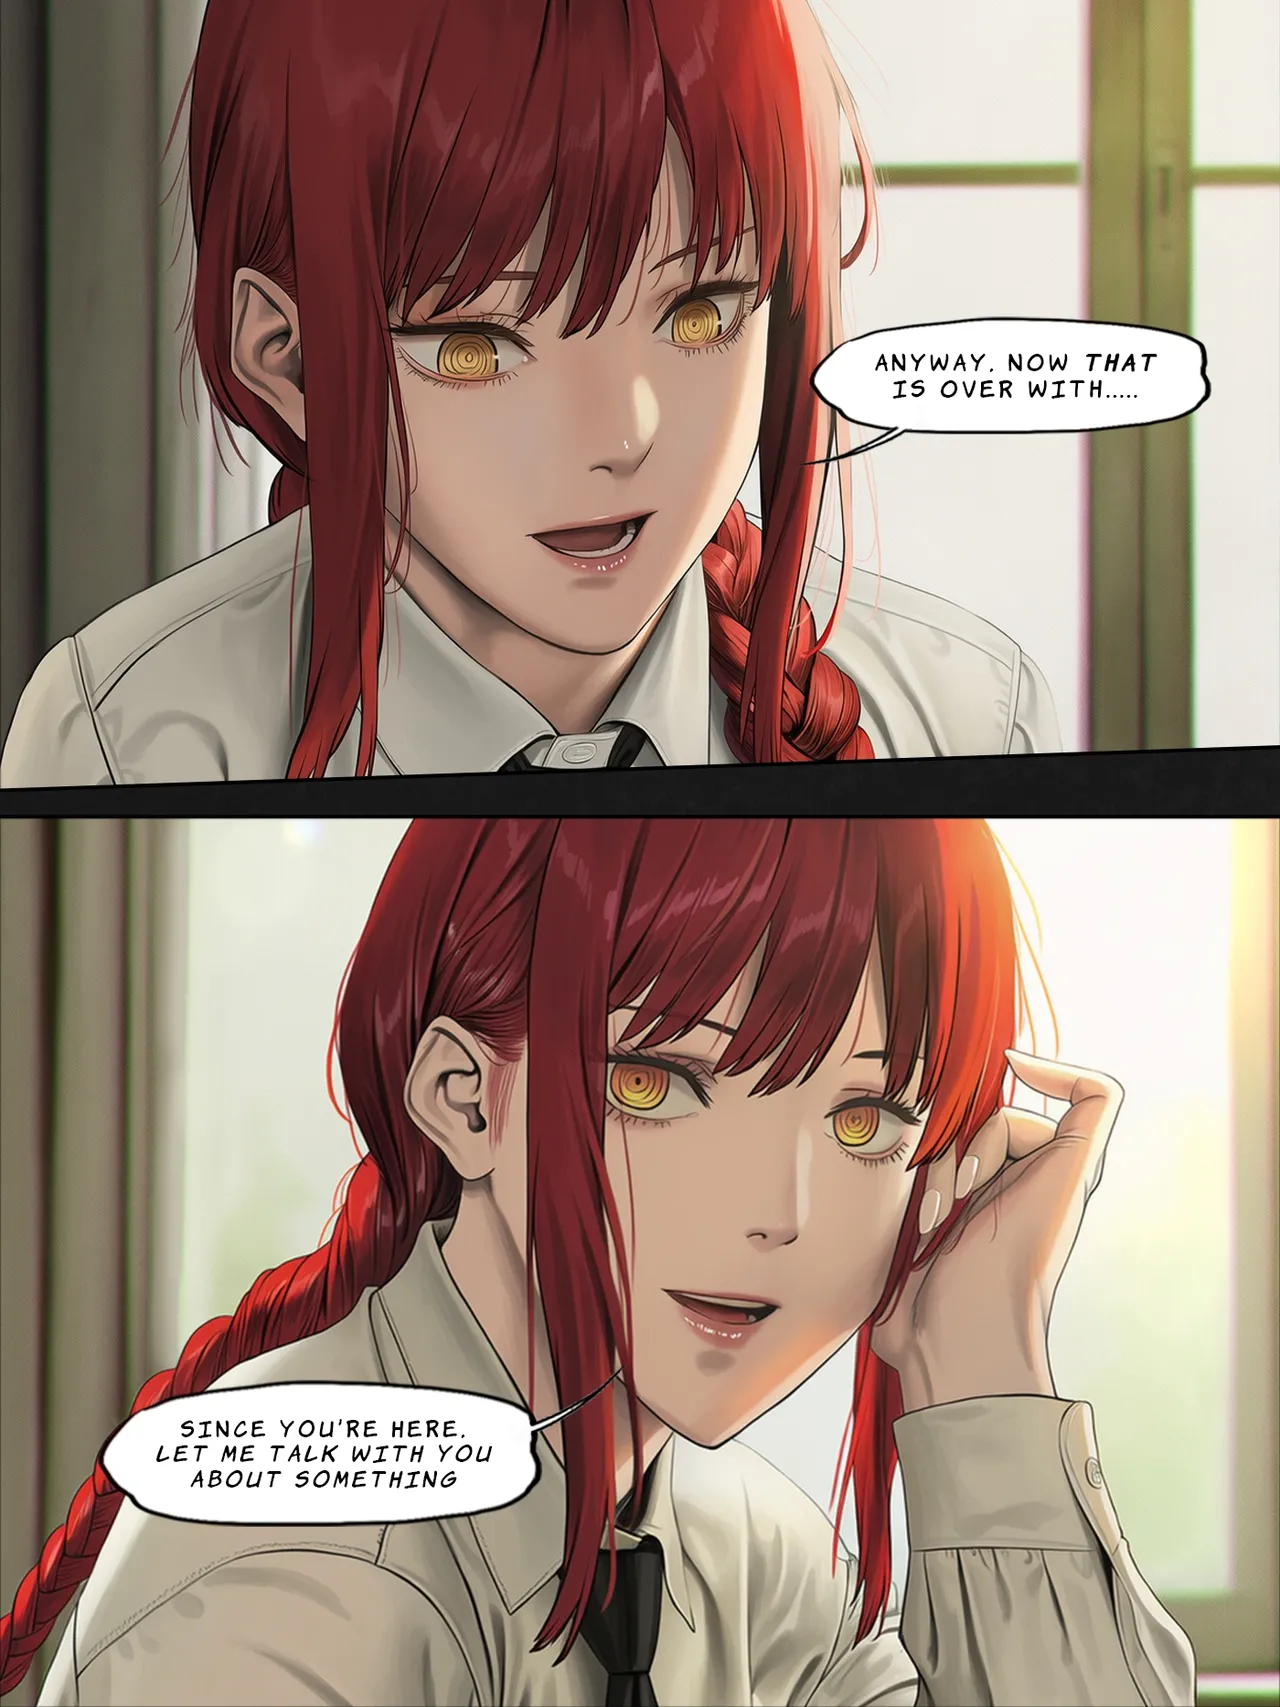 ANYWAY. NOW THAT
IS OVER WITH.....
SINCE YOU'RE HERE.
LET ME TALK WITH YOU
ABOUT SOMETHING